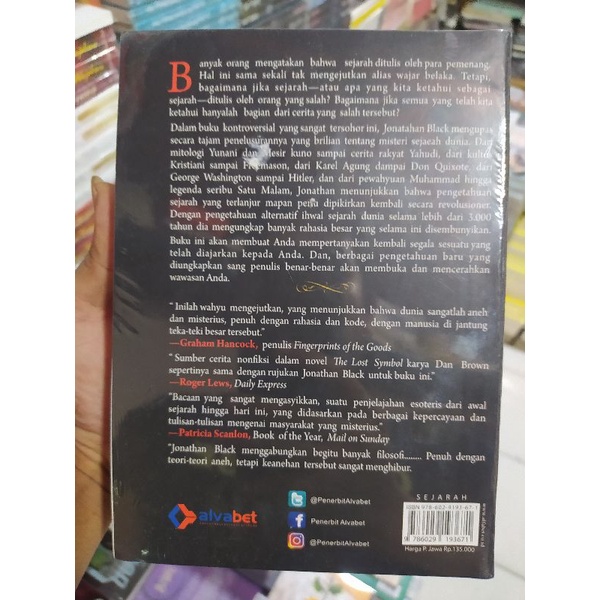 Banyak orang mengatakan bahwa sejarah ditulis oleh para pemenang.
Hal ini sama sekali tak mengejutkan alias wajar belaka. Tetapi,
bagaimana jika sejarah—atau apa yang kita ketahui sebagai
sejarah—ditulis oleh orang yang salah? Bagaimana jika semua yang telah kita
ketahui hanyalah bagian dari cerita yang salah tersebut?
Dalam buku kontroversial yang sangat tersohor ini, Jonatahan Black mengupas
secara tajam penelusurannya yang brilian tentang misteri sejaeah dunia. Dari
mitologi Yunani dan Mesir kuno sampai cerita rakyat Yahudi, dari kultus
Kristiani sampai Freemason, dari Karel Agung dampai Don Quixote, dari
George Washington sampai Hitler, dan dari pewahyuan Muhammad hingga
legenda seribu Satu Malam, Jonathan menunjukkan bahwa pengetahuan
sejarah yang terlanjur mapan perlu dipikirkan kembali secara revolusioner.
Dengan pengetahuan alternatif ihwal sejarah dunia selama lebih dari 3.000
tahun dia mengungkap banyak rahasia besar yang selama ini disembunyikan.
Buku ini akan membuat Anda mempertanyakan kembali segala sesuatu yang
telah diajarkan kepada Anda. Dan, berbagai pengetahuan baru yang
diungkapkan sang penulis benar-benar akan membuka dan mencerahkan
wawasan Anda.
“Inilah wahyu mengejutkan, yang menunjukkan bahwa dunia sangatlah aneh
dan misterius, penuh dengan rahasia dan kode, dengan manusia di jantung
teka-teki besar tersebut.”
—Graham Hancock, penulis Fingerprints of the Goods
“Sumber cerita nonfiksi dalam novel The Lost Symbol karya Dan Brown
sepertinya sama dengan rujukan Jonathan Black untuk buku ini.”
—Roger Lews, Daily Express
"Bacaan yang sangat mengasyikkan, suatu penjelajahan esoteris dari awal
sejarah hingga hari ini, yang didasarkan pada berbagai kepercayaan dan
tulisan-tulisan mengenai masyarakat yang misterius.”
—Patricia Scanlon, Book of the Year, Mail on Sunday
"Jonathan Black menggabungkan begitu banyak filosofi........ Penuh dengan
teori-teori aneh, tetapi keanehan tersebut sangat menghibur.
alvabet
@PenerbitAlvabet
Penerbit Alvabet
@PenerbitAlvabet
SEJARAH
ISBN 978-602-9193-67-1
9 786029 193671
Harga P. Jawa Rp.135.000